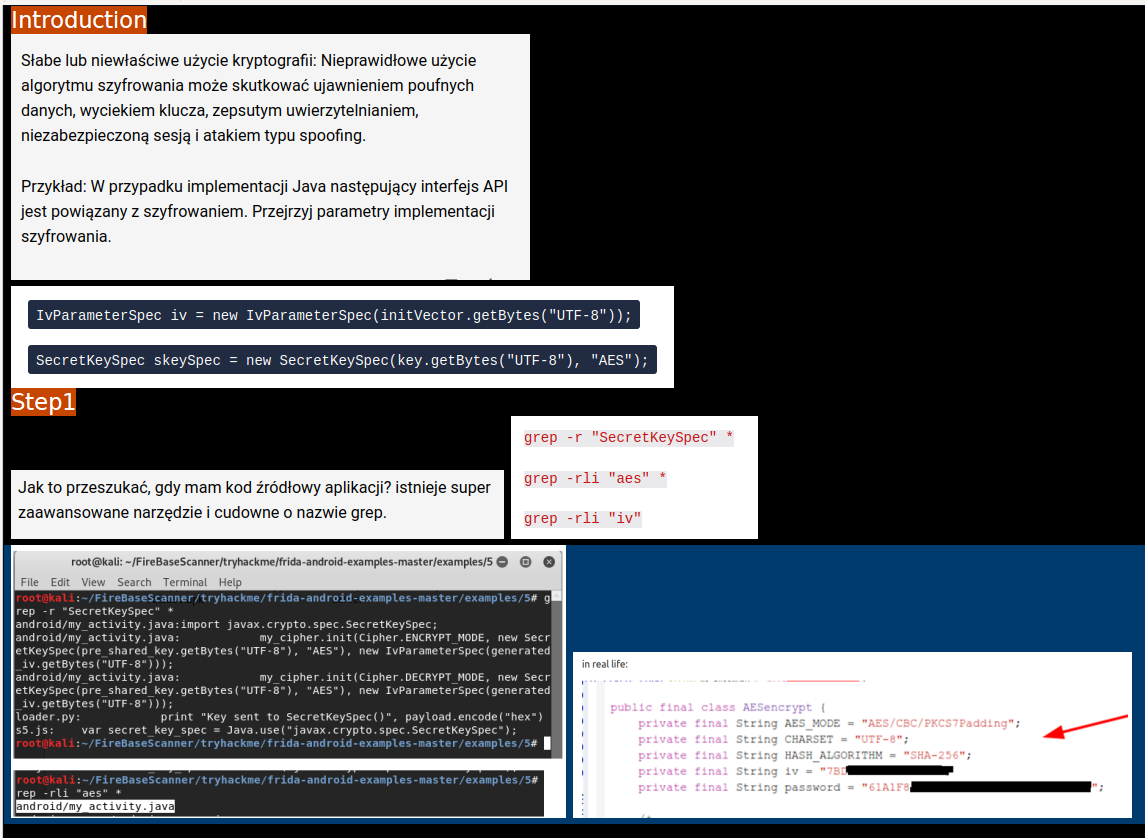 Introduction
Słabe lub niewłaściwe użycie kryptografii: Nieprawidłowe użycie
algorytmu szyfrowania może skutkować ujawnieniem poufnych
danych, wyciekiem klucza, zepsutym uwierzytelnianiem,
niezabezpieczoną sesją i atakiem typu spoofing.
Przykład: W przypadku implementacji Java następujący interfejs API
jest powiązany z szyfrowaniem. Przejrzyj parametry implementacji
szyfrowania.
IvParameterSpec iv = new IvParameterSpec(initVector.getBytes("UTF-8"));
SecretKeySpec skeySpec = new SecretKeySpec(key.getBytes("UTF-8"), "AES");
Step1
Jak to przeszukać, gdy mam kod źródłowy aplikacji? istnieje super
zaawansowane narzędzie i cudowne o nazwie grep.
grep -r "SecretKeySpec" *
grep -rli "aes" *
grep -rli "iv"
root@kali: ~/FireBaseScanner/tryhackme/frida-android-examples-master/examples/5
File Edit View Search Terminal Help
root@kali:~/FireBaseScanner/tryhackme/frida-android-examples-master/examples/5# g
rep -r "SecretKeySpec" *
android/my_activity.java:import javax.crypto.spec.SecretKeySpec;
android/my_activity.java: my_cipher.init(Cipher.ENCRYPT_MODE, new Secr
etKeySpec(pre_shared_key.getBytes("UTF-8"), "AES"), new IvParameterSpec(generated
_iv.getBytes("UTF-8")));
android/my_activity.java: my_cipher.init(Cipher.DECRYPT_MODE, new Secr
etKeySpec(pre_shared_key.getBytes("UTF-8"), "AES"), new IvParameterSpec(generated
_iv.getBytes("UTF-8")));
loader.py: print "Key sent to SecretKeySpec()", payload.encode("hex")
s5.js: var secret_key_spec = Java.use("javax.crypto.spec.SecretKeySpec");
root@kali:~/FireBaseScanner/tryhackme/frida-android-examples-master/examples/5#
root@kali:~/FireBaseScanner/tryhackme/frida-android-examples-master/examples/5#
rep -rli "aes" *
android/my_activity.java
in real life:
public final class AESencrypt {
private final String AES_MODE = "AES/CBC/PKCS7Padding";
private final String CHARSET = "UTF-8";
private final String HASH_ALGORITHM = "SHA-256";
private final String iv = "7BD
private final String password = "61A1F8 ";